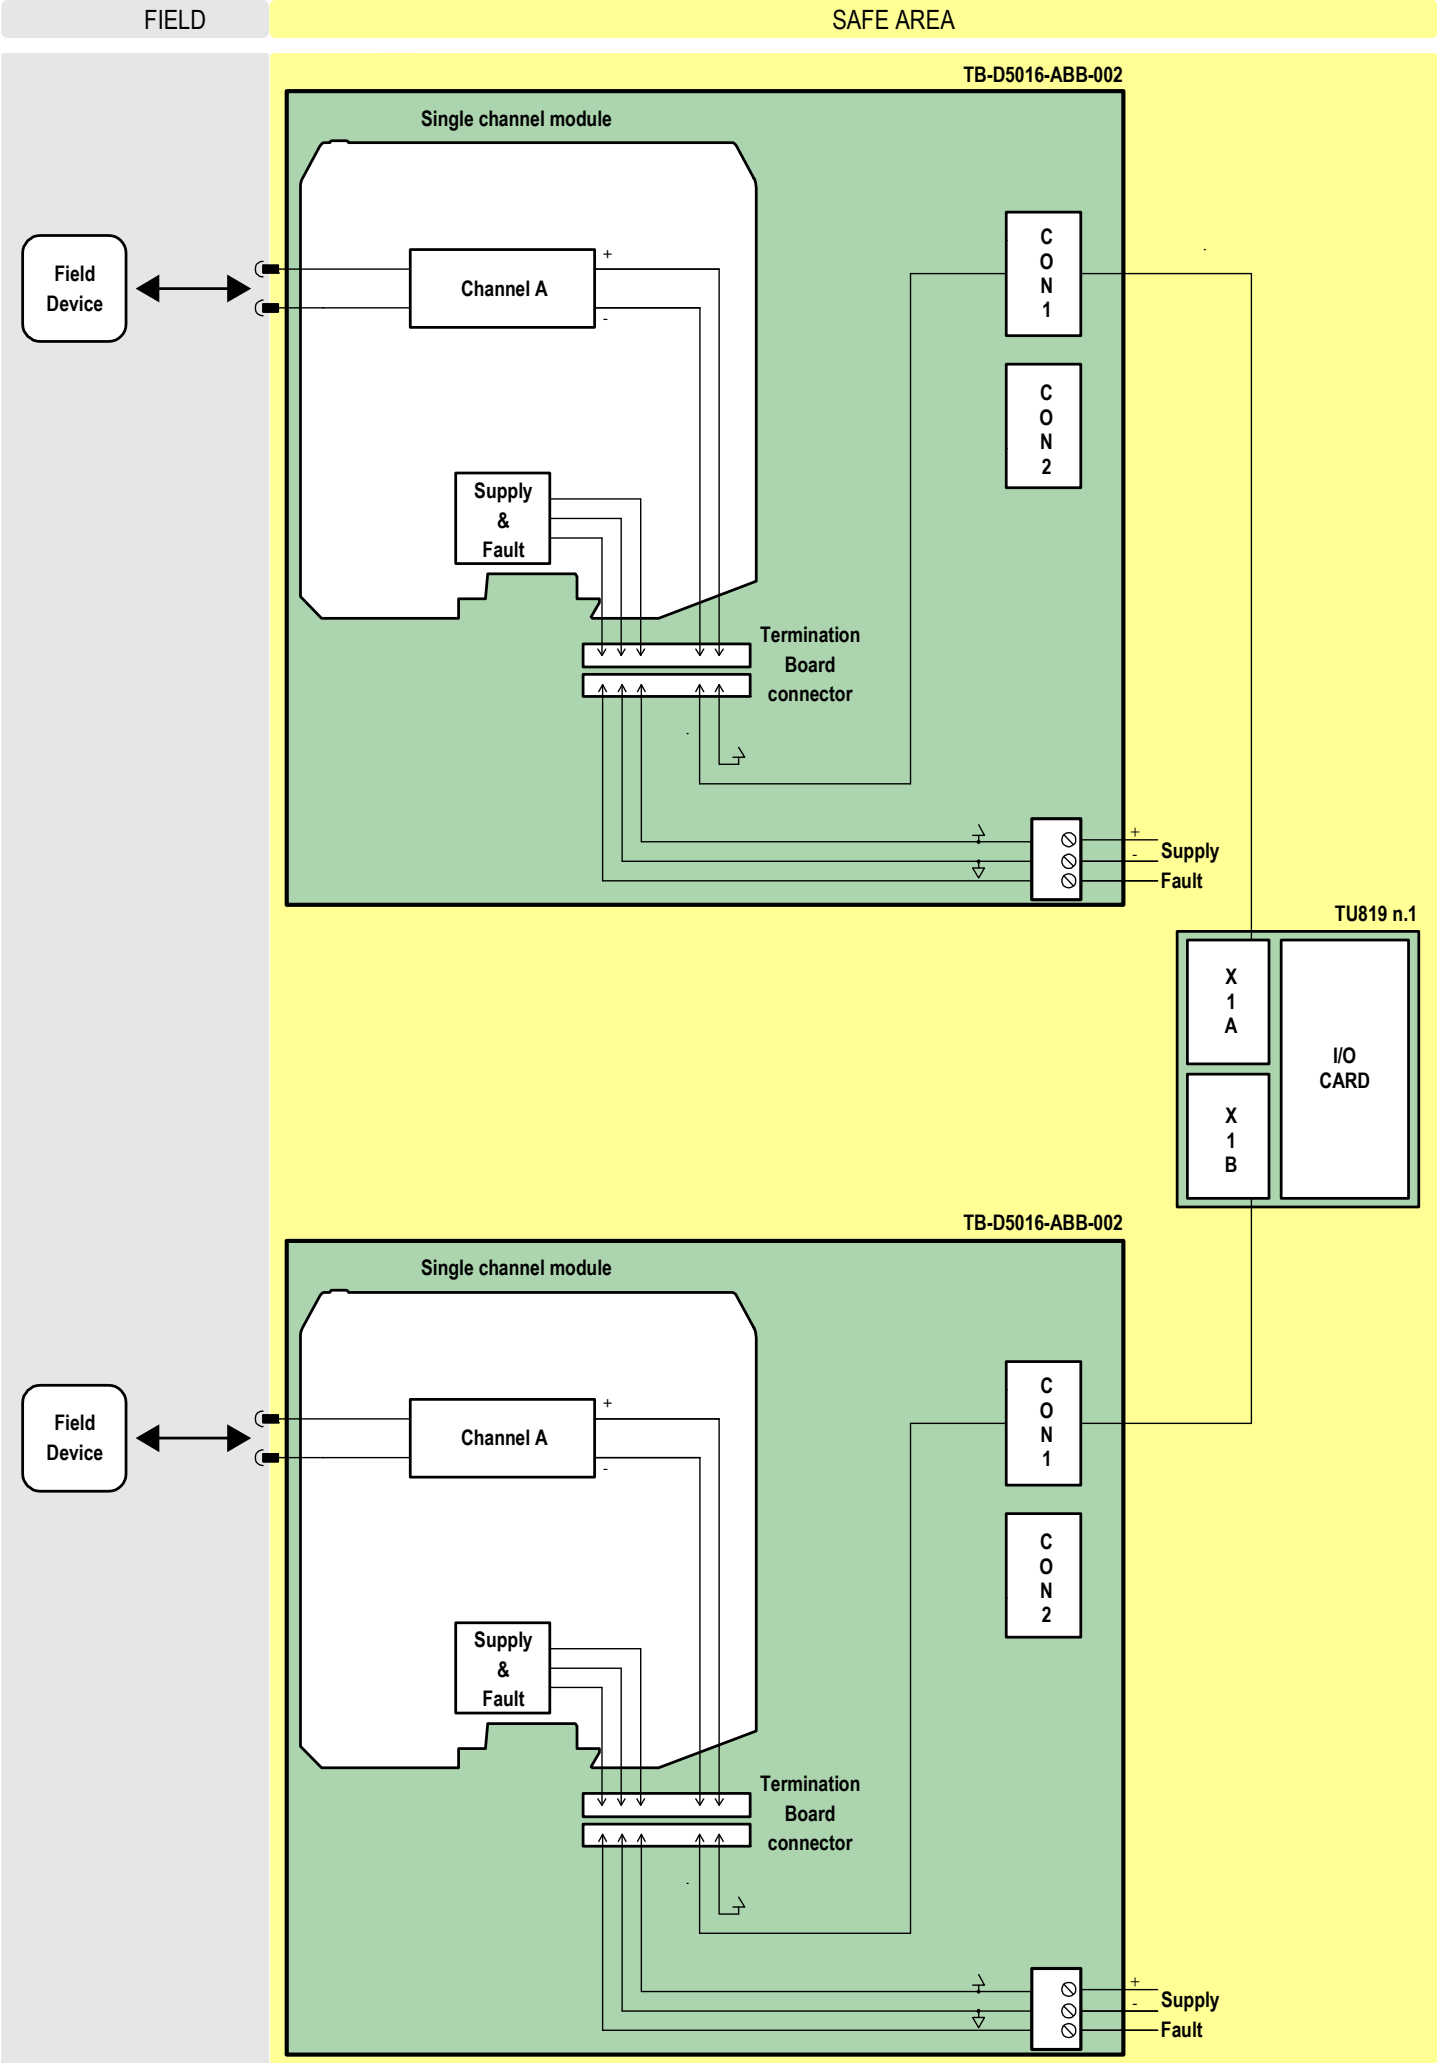 FIELD
SAFE AREA
TB-D5016-ABB-002
Single channel module
Field
Device
Channel A
+
-
C
O
N
1
C
O
N
2
Supply
&
Fault
Termination
Board
connector
+
-
Supply
Fault
TU819 n.1
X
1
A
I/O
CARD
X
1
B
TB-D5016-ABB-002
Single channel module
Field
Device
Channel A
+
-
C
O
N
1
C
O
N
2
Supply
&
Fault
Termination
Board
connector
+
-
Supply
Fault